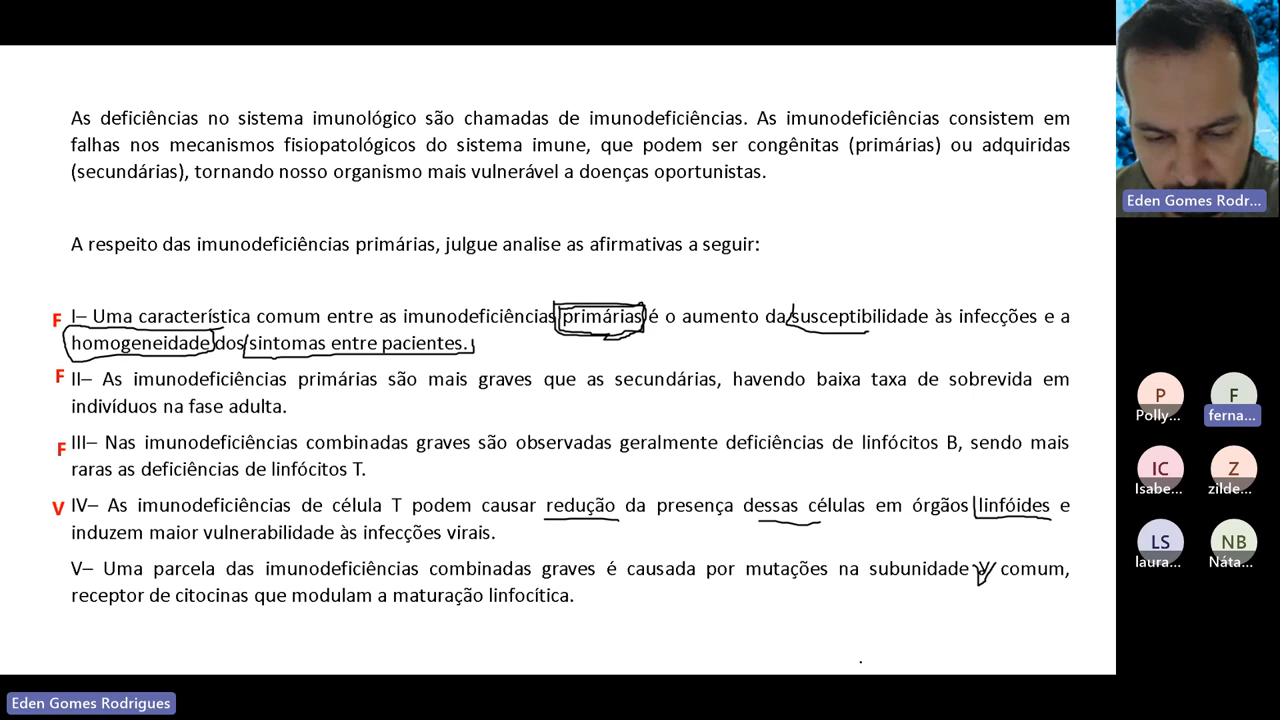 As deficiências no sistema imunológico são chamadas de imunodeficiências. As imunodeficiências consistem em
falhas nos mecanismos fisiopatológicos do sistema imune, que podem ser congênitas (primárias) ou adquiridas
(secundárias), tornando nosso organismo mais vulnerável a doenças oportunistas.
A respeito das imunodeficiências primárias, julgue analise as afirmativas a seguir:
F I– Uma característica comum entre as imunodeficiências primárias é o aumento da susceptibilidade às infecções e a
homogeneidade dos sintomas entre pacientes.
F II– As imunodeficiências primárias são mais graves que as secundárias, havendo baixa taxa de sobrevida em
indivíduos na fase adulta.
F III– Nas imunodeficiências combinadas graves são observadas geralmente deficiências de linfócitos B, sendo mais
raras as deficiências de linfócitos T.
V IV– As imunodeficiências de célula T podem causar redução da presença dessas células em órgãos linfóides e
induzem maior vulnerabilidade às infecções virais.
V– Uma parcela das imunodeficiências combinadas graves é causada por mutações na subunidade comum,
receptor de citocinas que modulam a maturação linfocítica.
Eden Gomes Rodr...
P
Polly...
F
ferna...
IC
Isabe...
Z
zilde...
LS
laura...
NB
Náta...
Eden Gomes Rodrigues